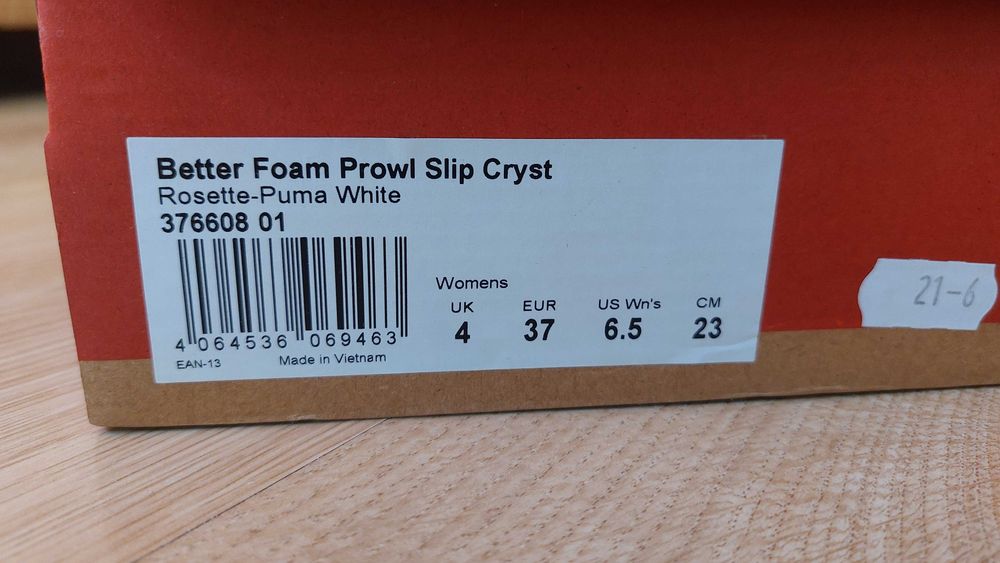 Better Foam Prowl Slip Cryst
Rosette-Puma White
376608 01
4 064536 069463
EAN-13 Made in Vietnam
Womens
UK EUR US Wn's CM
4 37 6.5 23
21-6